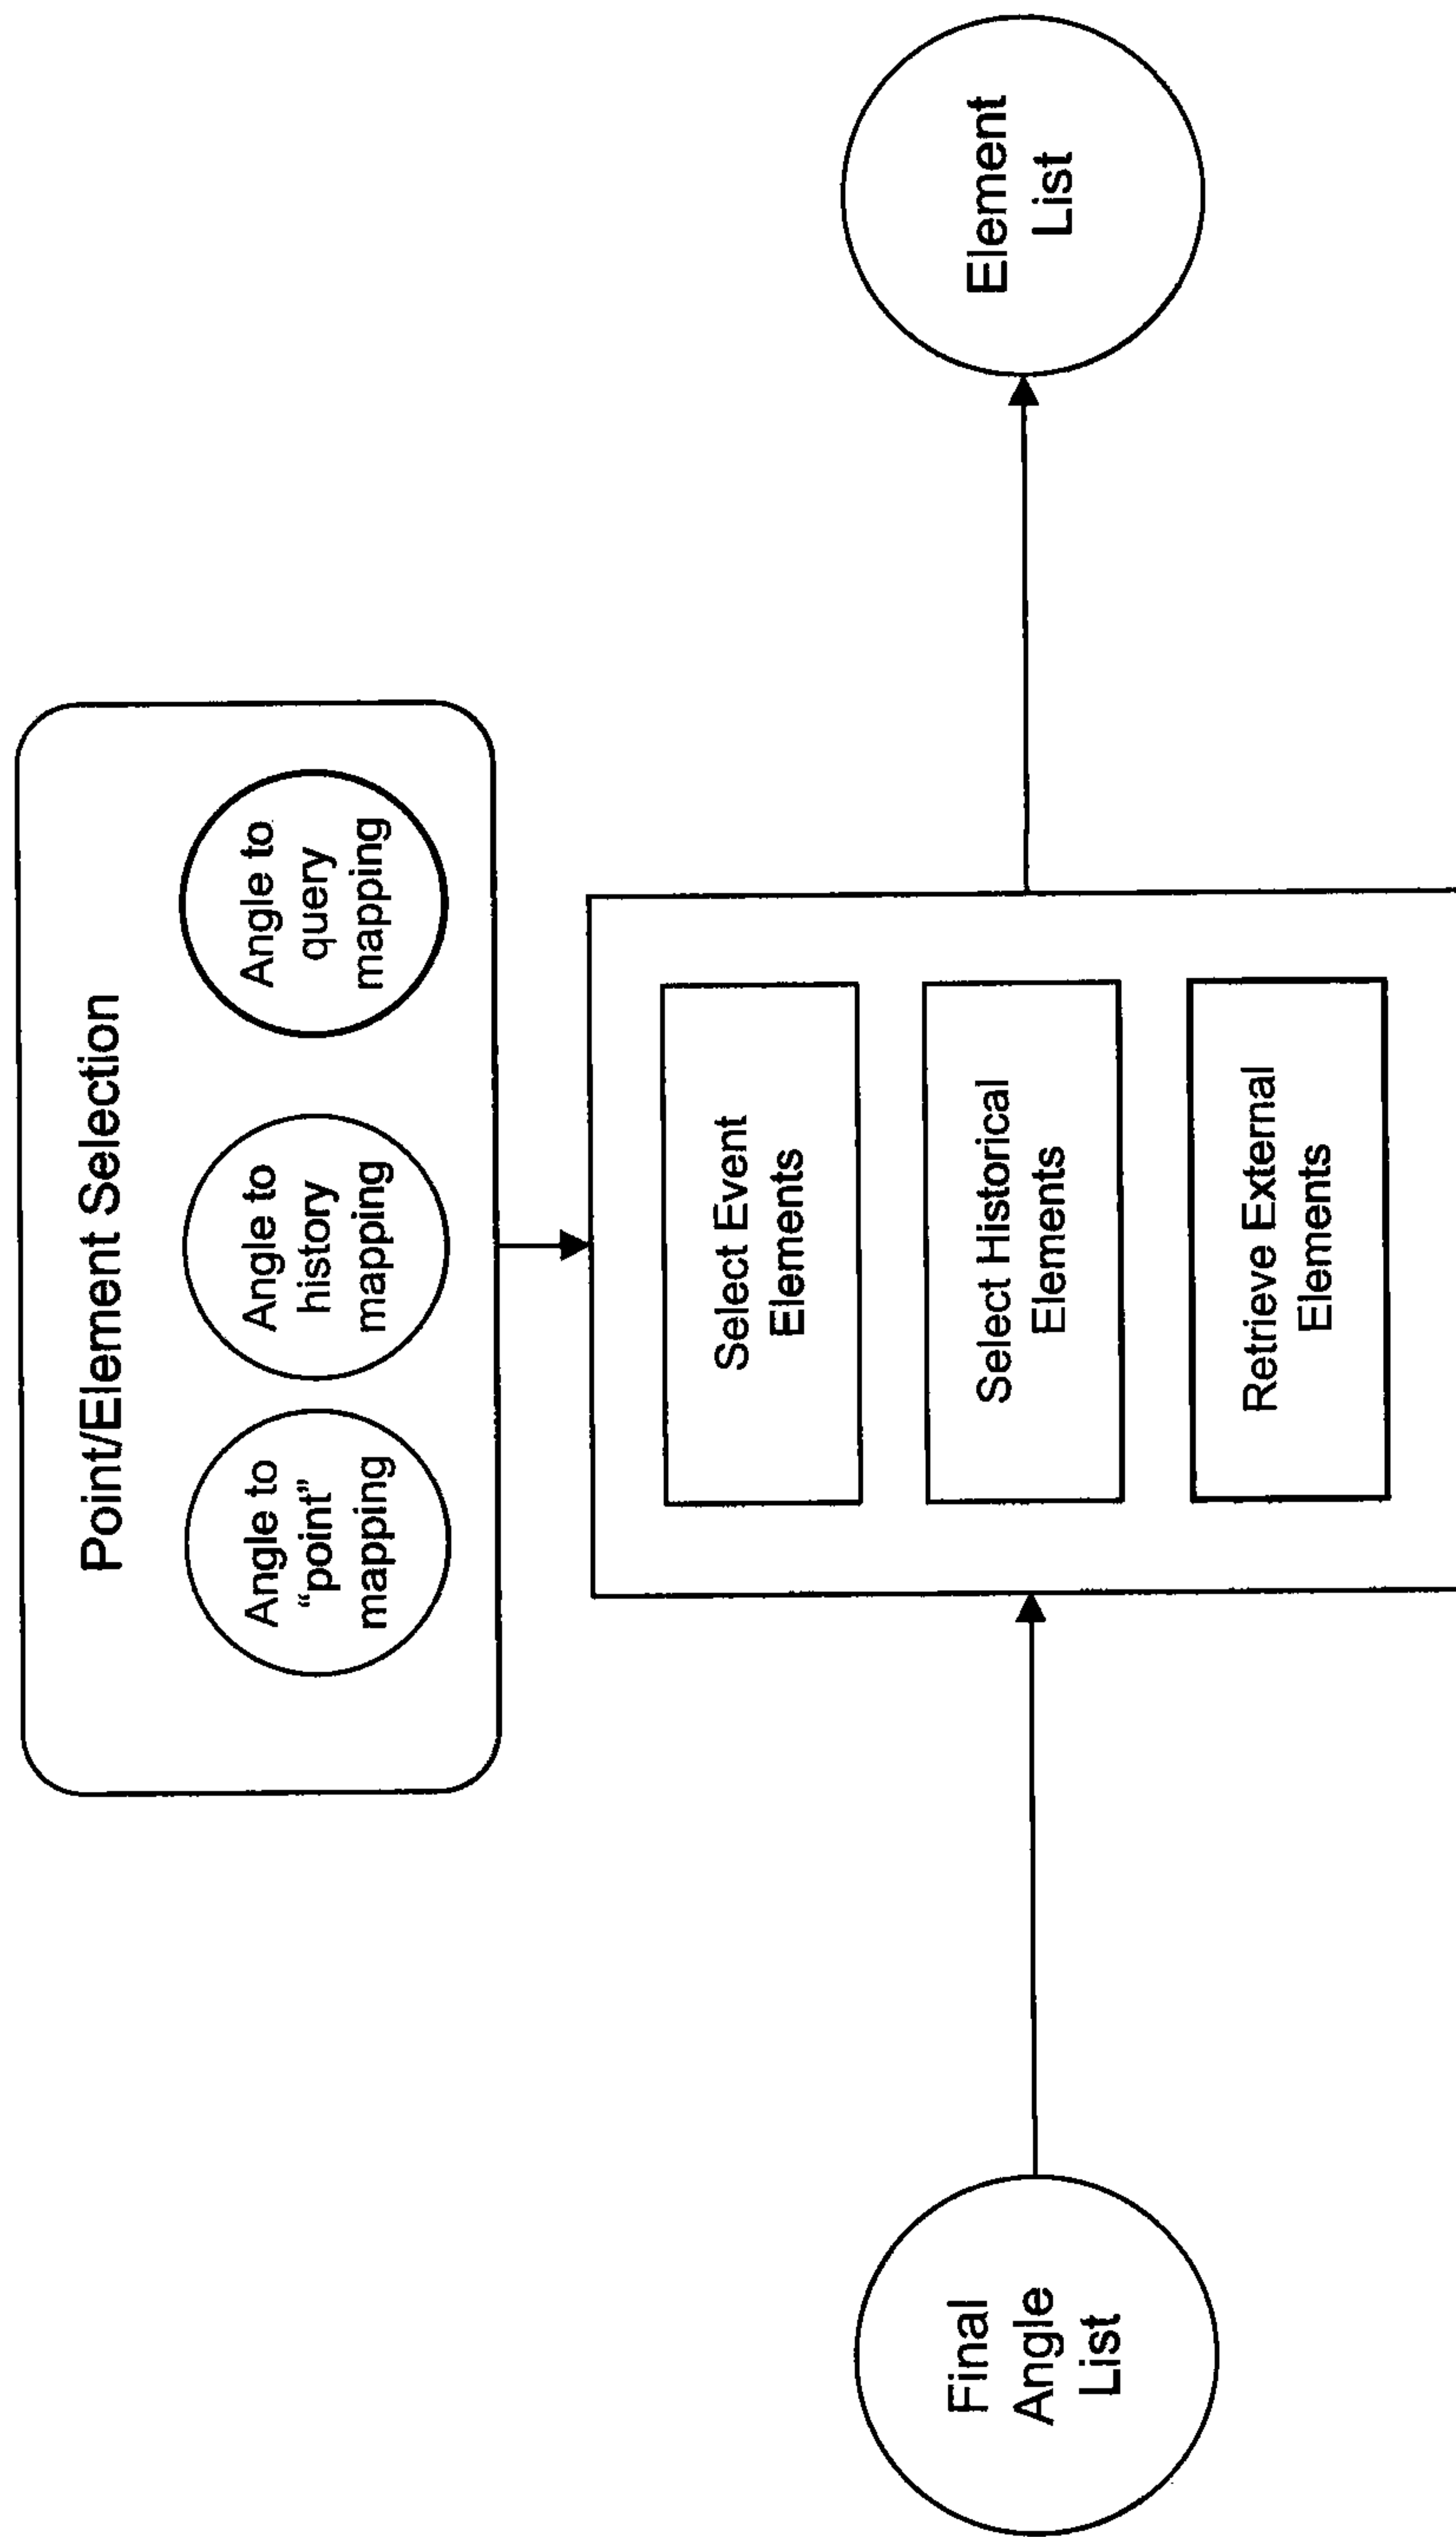 Point/Element Selection
Angle to
“point”
mapping
Angle to
history
mapping
Angle to
query
mapping
Select Event
Elements
Select Historical
Elements
Retrieve External
Elements
Final
Angle
List
Element
List